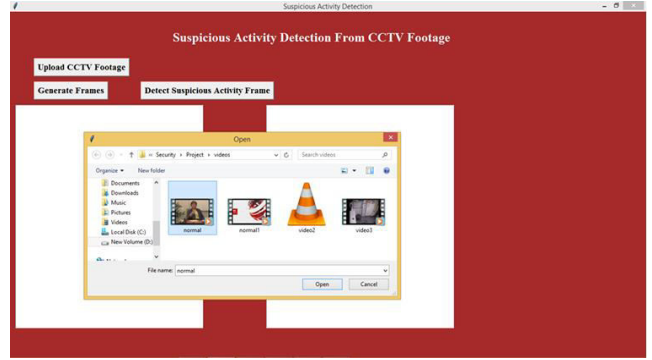 Suspicious Activity Detection
Suspicious Activity Detection From CCTV Footage
Upload CCTV Footage
Generate Frames
Detect Suspicious Activity Frame
Open
« Security › Project › videos
Search videos
Organize
New folder
Documents
Downloads
Music
Pictures
Videos
Local Disk (C:)
New Volume (D:)
normal
normal1
video2
video3
File name: normal
Open
Cancel